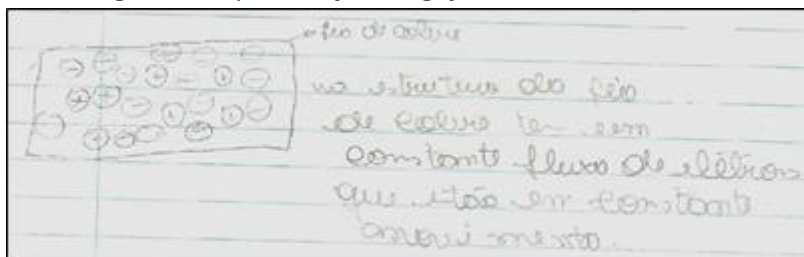 fio de cobre
na estrutura do fio
de cobre tem um
constante fluxo de elétrons
que estão em constante
movimento.